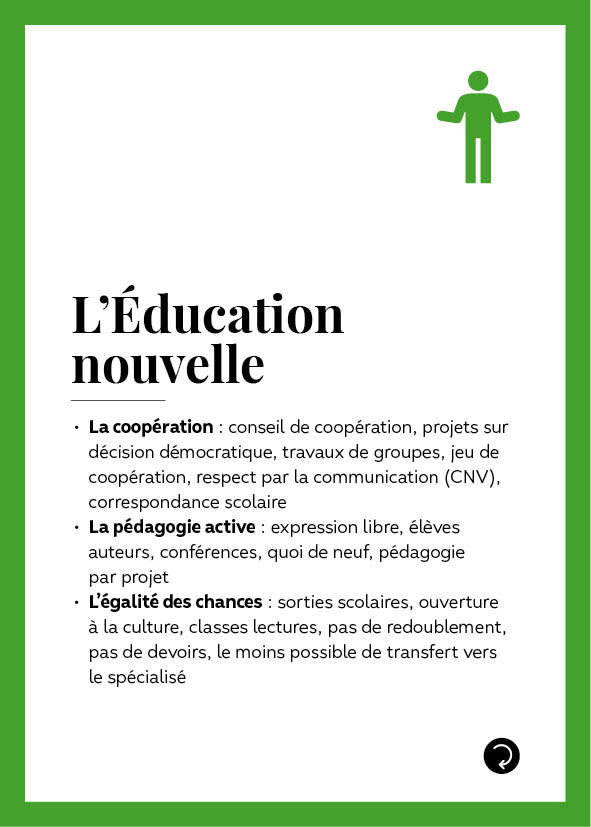 L’Éducation
nouvelle
• La coopération : conseil de coopération, projets sur
décision démocratique, travaux de groupes, jeu de
coopération, respect par la communication (CNV),
correspondance scolaire
• La pédagogie active : expression libre, élèves
auteurs, conférences, quoi de neuf, pédagogie
par projet
• L’égalité des chances : sorties scolaires, ouverture
à la culture, classes lectures, pas de redoublement,
pas de devoirs, le moins possible de transfert vers
le spécialisé